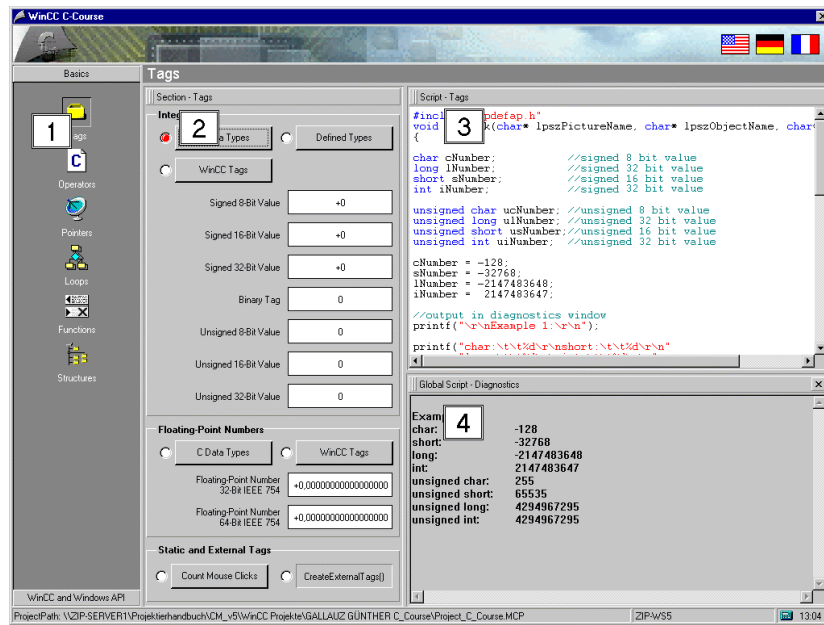 WinCC C-Course
Basics
Tags
1
ags
Operators
Pointers
Loops
Functions
Structures
WinCC and Windows API
Section - Tags
Integ
2
Types
Defined Types
WinCC Tags
Signed 8-Bit Value +0
Signed 16-Bit Value +0
Signed 32-Bit Value +0
Binary Tag 0
Unsigned 8-Bit Value 0
Unsigned 16-Bit Value 0
Unsigned 32-Bit Value 0
Floating-Point Numbers
C Data Types
WinCC Tags
Floating-Point Number
32-Bit IEEE 754
+0,00000000000000000
Floating-Point Number
64-Bit IEEE 754
+0,00000000000000000
Static and External Tags
Count Mouse Clicks
CreateExternalTags()
Script - Tags
3
#incl pdefap.h"
void k(char* lpszPictureName, char* lpszObjectName, char
{
char cNumber; //signed 8 bit value
long lNumber; //signed 32 bit value
short sNumber; //signed 16 bit value
int iNumber; //signed 32 bit value
unsigned char ucNumber; //unsigned 8 bit value
unsigned long ulNumber; //unsigned 32 bit value
unsigned short usNumber; //unsigned 16 bit value
unsigned int uiNumber; //unsigned 32 bit value
cNumber = -128;
sNumber = -32768;
lNumber = -2147483648;
iNumber = 2147483647;
//output in diagnostics window
printf("\r\nExample 1:\r\n");
printf("char:\t\t%d\r\nshort:\t\t%d\r\n"
Global Script - Diagnostics
4
Exam
char: -128
short: -32768
long: -2147483648
int: 2147483647
unsigned char: 255
unsigned short: 65535
unsigned long: 4294967295
unsigned int: 4294967295
ProjectPath: \\ZIP-SERVER1\Projektierhandbuch\CM_v5\WinCC Projekte\GALLAUZ GÜNTHER C_Course\Project_C_Course.MCP
ZIP-WS5
13:04